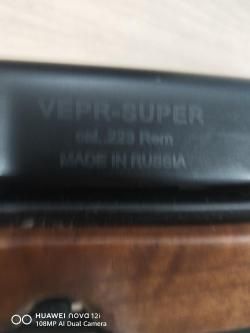 VEPR-SUPER
cal. .223 Rem
MADE IN RUSSIA
HUAWEI nova 12i
108MP AI Dual Camera